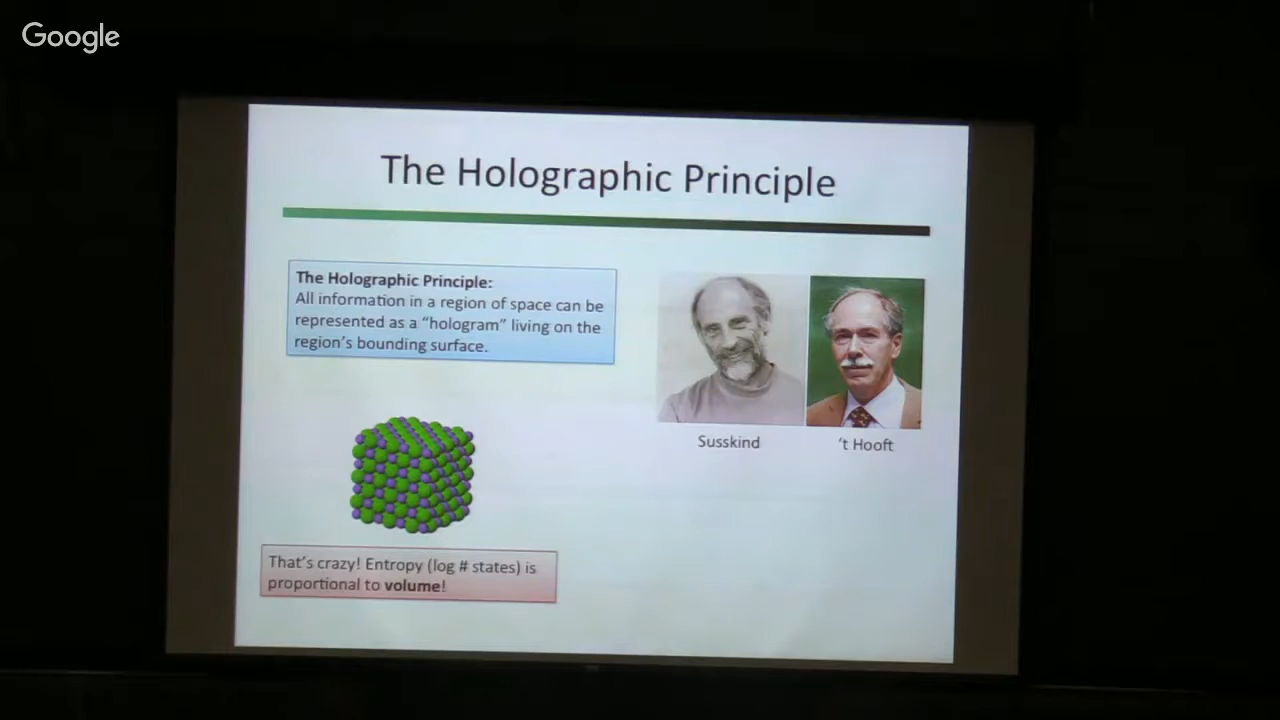 Google
The Holographic Principle
The Holographic Principle:
All information in a region of space can be
represented as a “hologram” living on the
region’s bounding surface.
Susskind
‘t Hooft
That’s crazy! Entropy (log # states) is
proportional to volume!